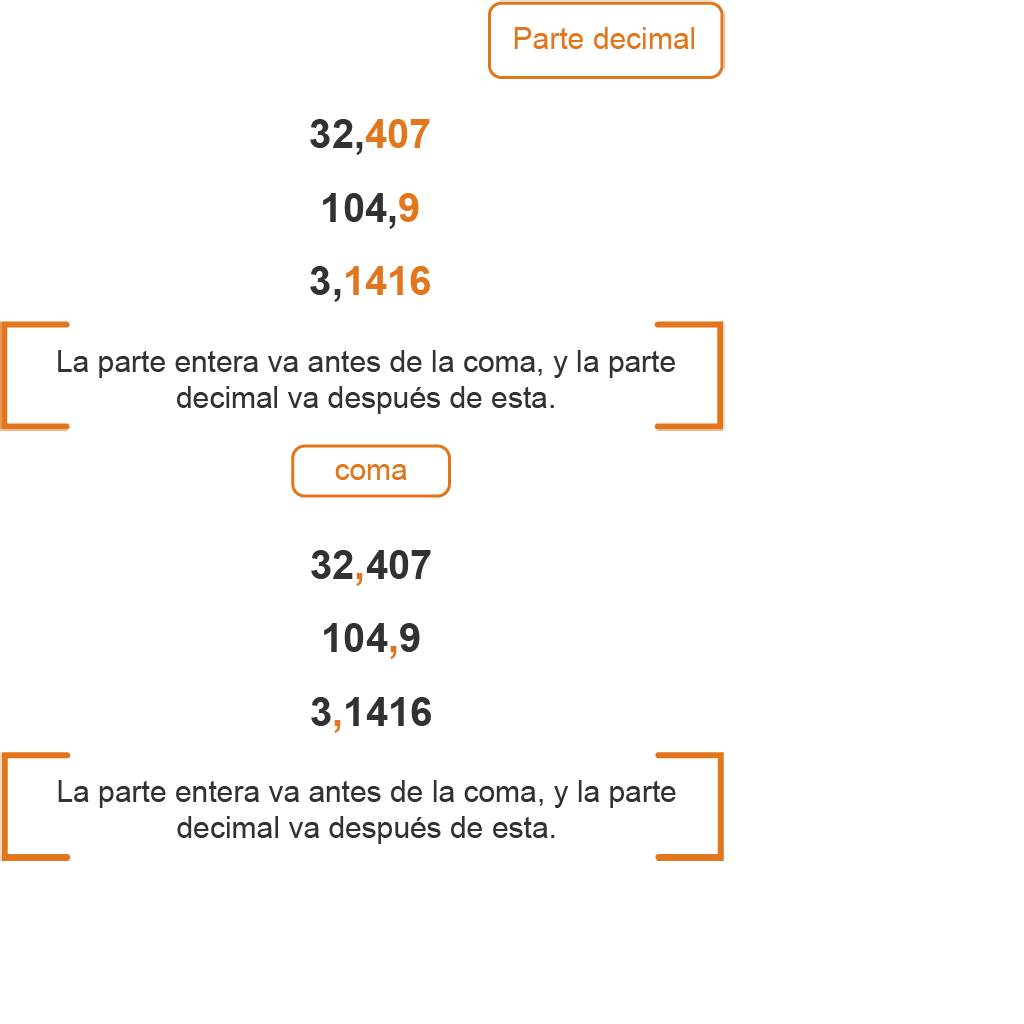 Parte decimal
32,407
104,9
3,1416
La parte entera va antes de la coma, y la parte
decimal va después de esta.
coma
32,407
104,9
3,1416
La parte entera va antes de la coma, y la parte
decimal va después de esta.